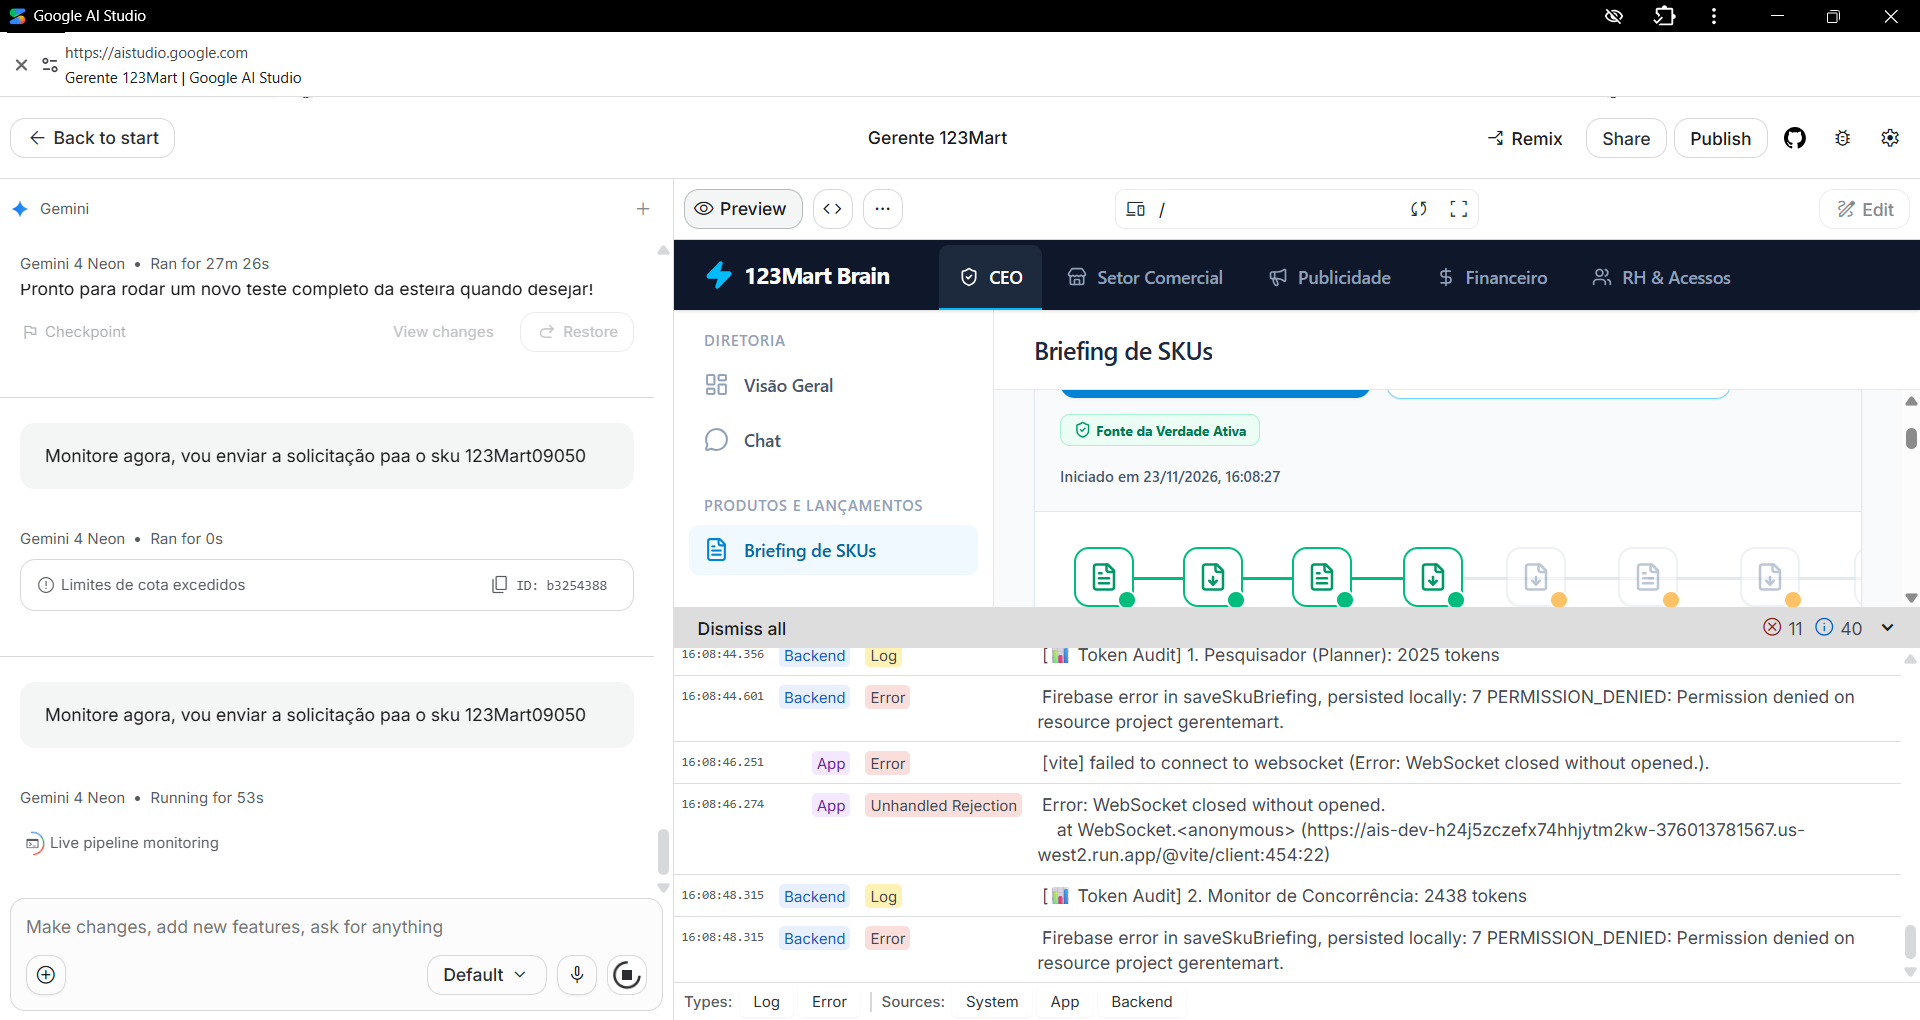 Google AI Studio
https://aistudio.google.com
Gerente 123Mart | Google AI Studio
Back to start
Gerente 123Mart
Remix
Share
Publish
Gemini
Gemini 4 Neon • Ran for 27m 26s
Pronto para rodar um novo teste completo da esteira quando desejar!
Checkpoint
View changes
Restore
Monitore agora, vou enviar a solicitação paa o sku 123Mart09050
Gemini 4 Neon • Ran for 0s
Limites de cota excedidos
ID: b3254388
Monitore agora, vou enviar a solicitação paa o sku 123Mart09050
Gemini 4 Neon • Running for 53s
Live pipeline monitoring
Make changes, add new features, ask for anything
Default
Preview
/
Edit
123Mart Brain
CEO
Setor Comercial
Publicidade
Financeiro
RH & Acessos
DIRETORIA
Visão Geral
Chat
PRODUTOS E LANÇAMENTOS
Briefing de SKUs
Briefing de SKUs
Fonte da Verdade Ativa
Iniciado em 23/11/2026, 16:08:27
Dismiss all
11
40
16:08:44.356 Backend Log [📊 Token Audit] 1. Pesquisador (Planner): 2025 tokens
16:08:44.601 Backend Error Firebase error in saveSkuBriefing, persisted locally: 7 PERMISSION_DENIED: Permission denied on
resource project gerentemart.
16:08:46.251 App Error [vite] failed to connect to websocket (Error: WebSocket closed without opened.).
16:08:46.274 App Unhandled Rejection Error: WebSocket closed without opened.
at WebSocket.<anonymous> (https://ais-dev-h24j5zczefx74hhjytm2kw-376013781567.us-
west2.run.app/@vite/client:454:22)
16:08:48.315 Backend Log [📊 Token Audit] 2. Monitor de Concorrência: 2438 tokens
16:08:48.315 Backend Error Firebase error in saveSkuBriefing, persisted locally: 7 PERMISSION_DENIED: Permission denied on
resource project gerentemart.
Types: Log Error Sources: System App Backend